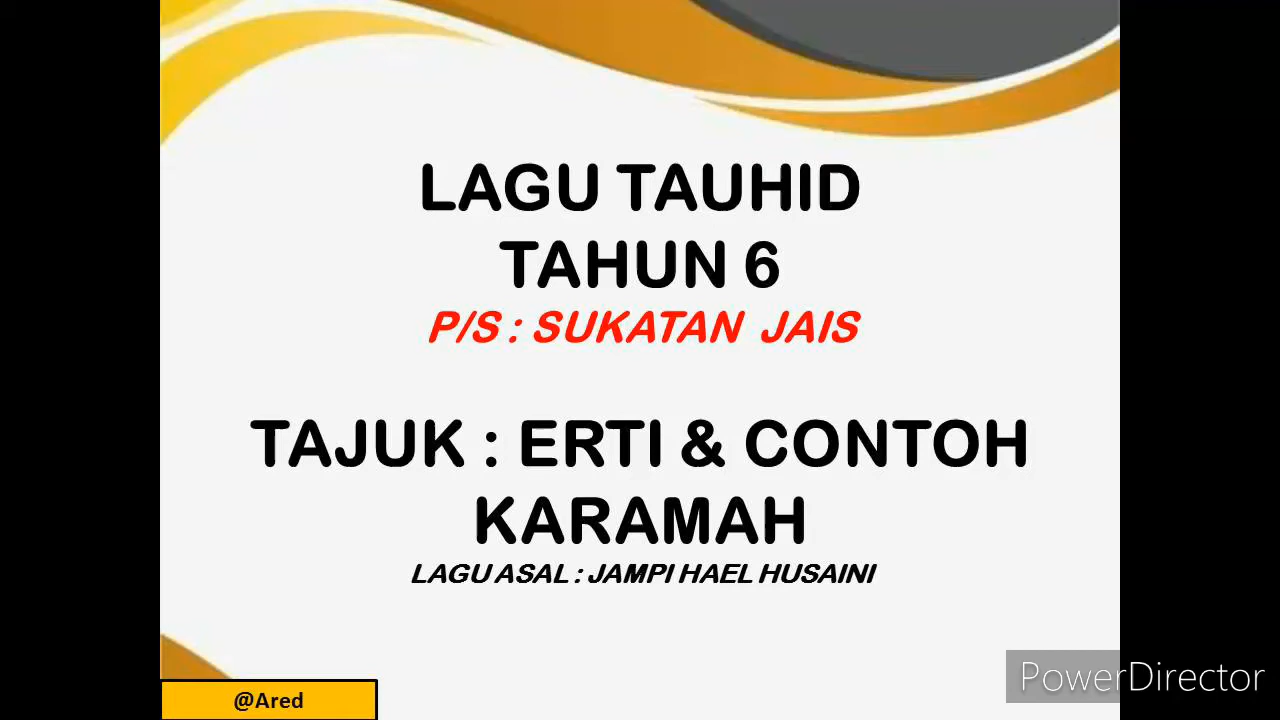 LAGU TAUHID
TAHUN 6
P/S : SUKATAN JAIS
TAJUK : ERTI & CONTOH
KARAMAH
LAGU ASAL : JAMPI HAEL HUSAINI
@Ared
PowerDirector